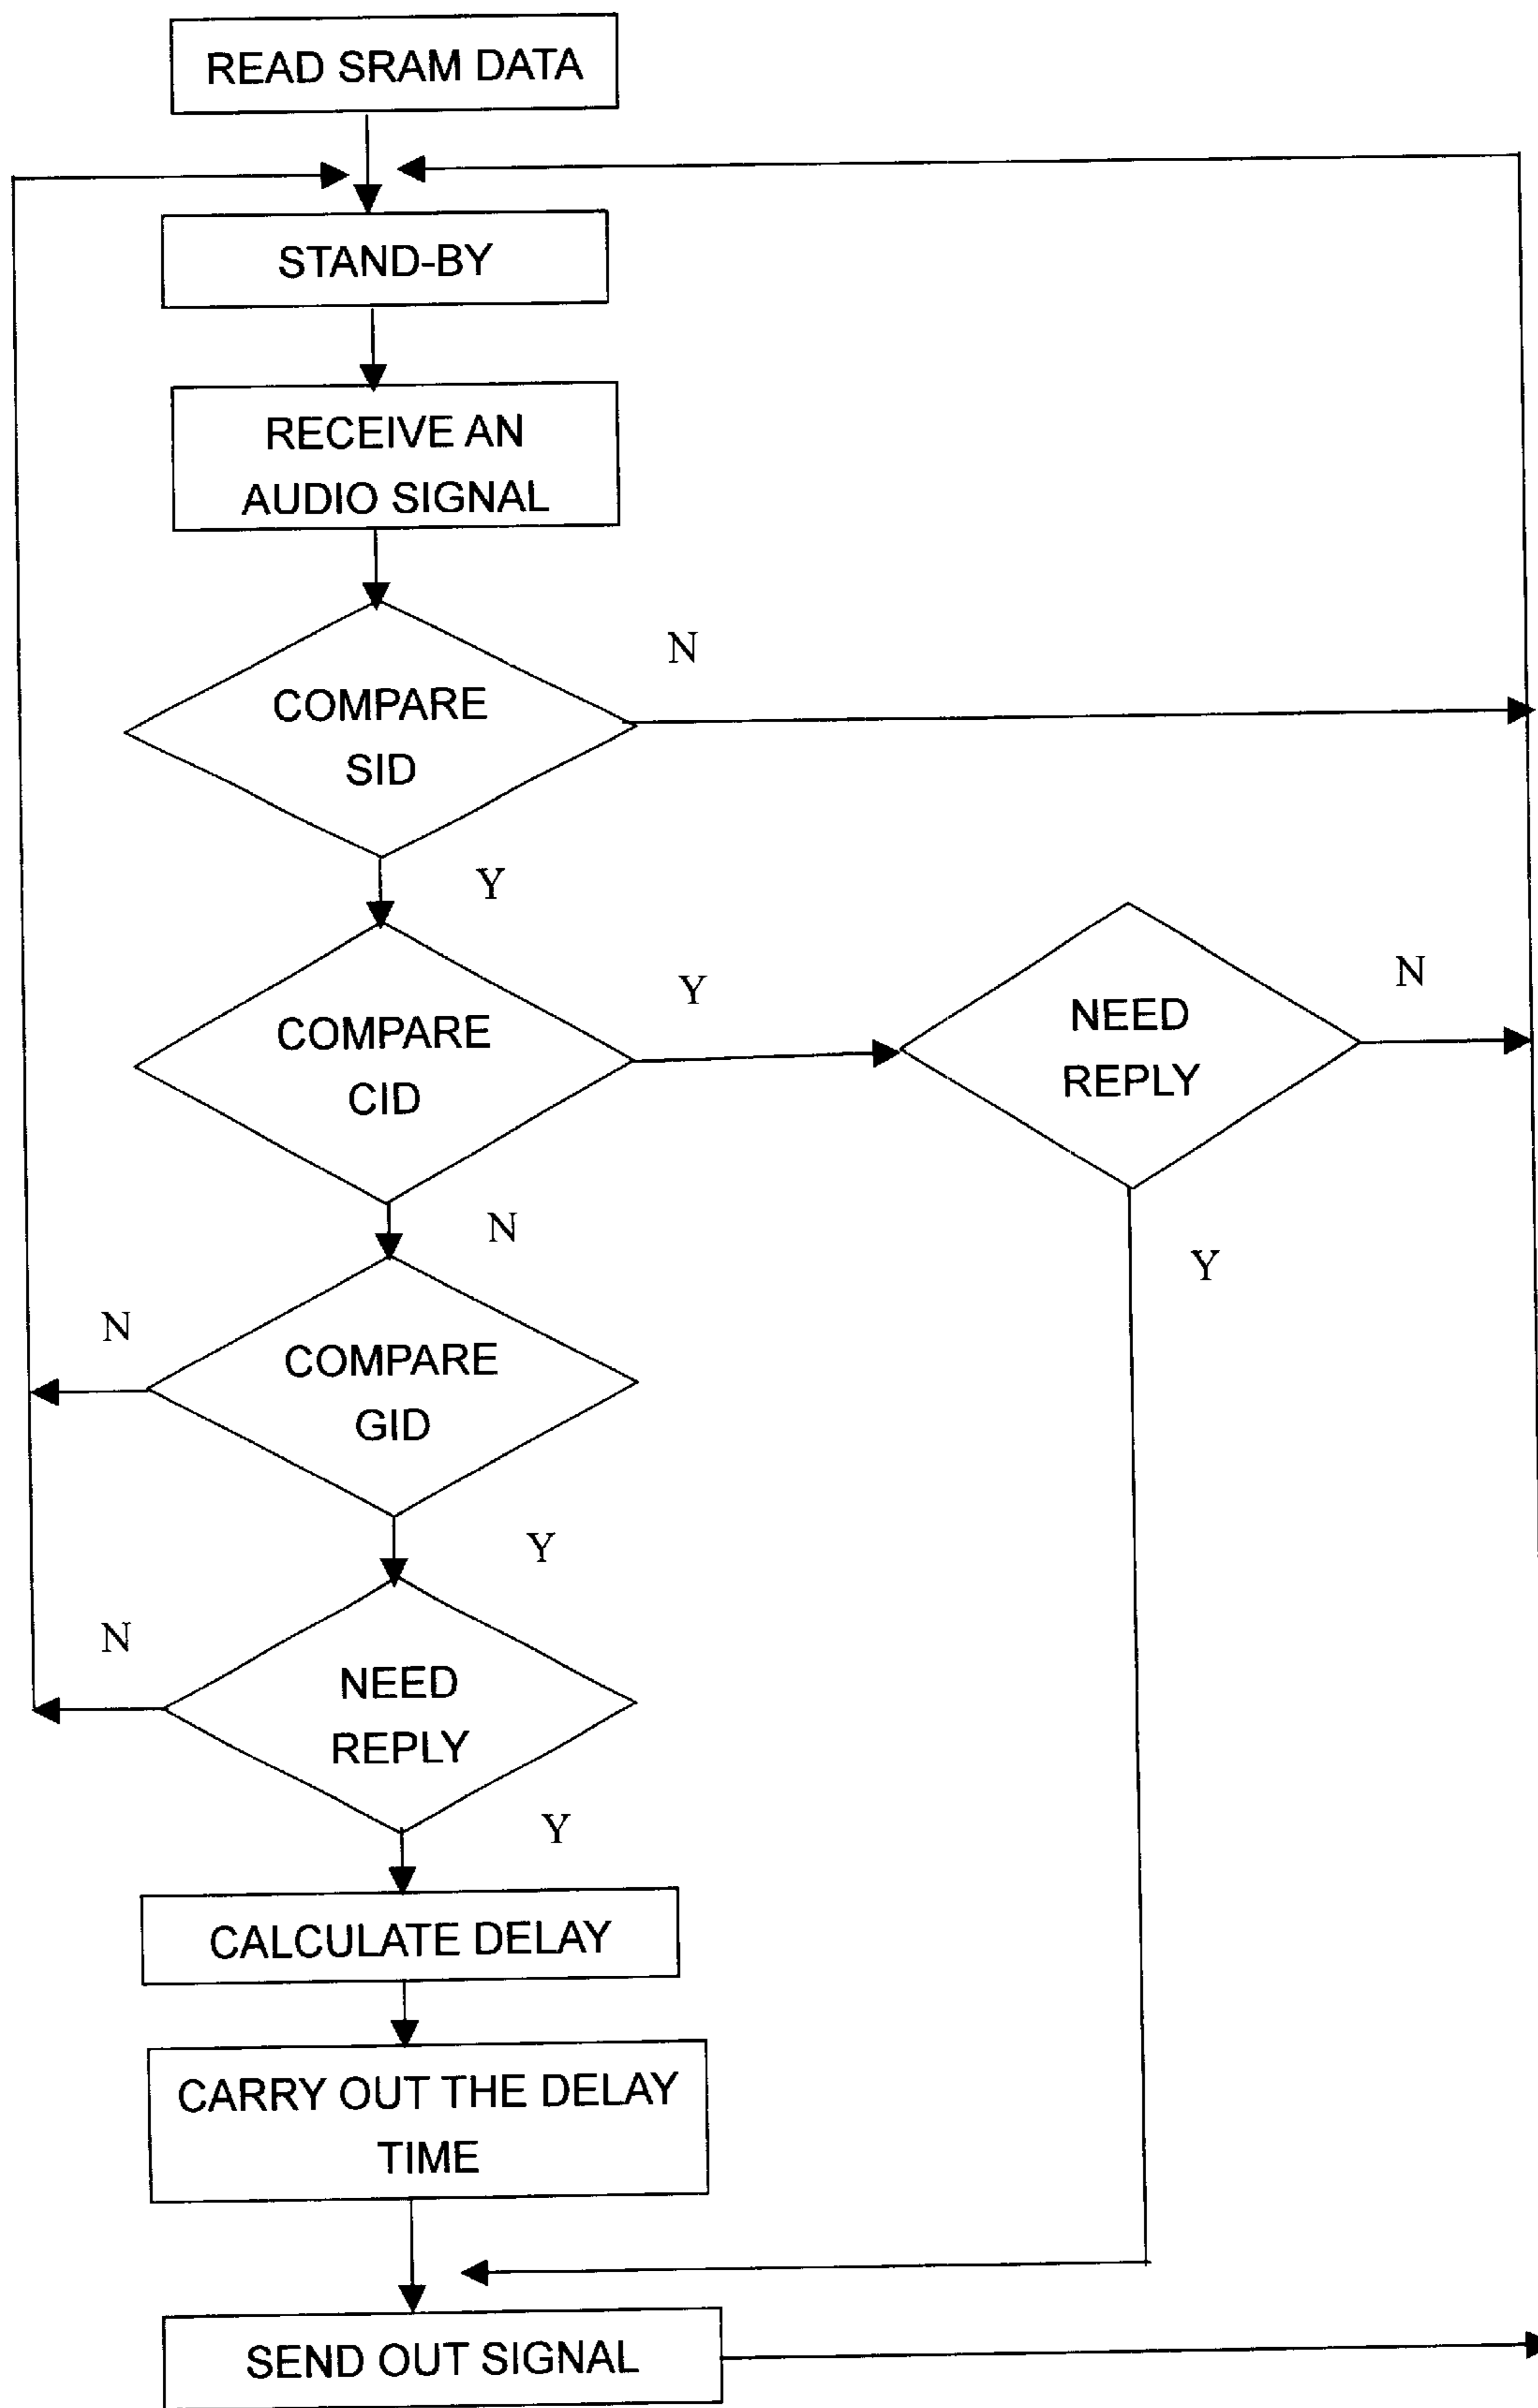 READ SRAM DATA
STAND-BY
RECEIVE AN
AUDIO SIGNAL
N
COMPARE
SID
Y
Y
N
COMPARE
CID
NEED
REPLY
N
Y
N
COMPARE
GID
Y
N
NEED
REPLY
Y
CALCULATE DELAY
CARRY OUT THE DELAY
TIME
SEND OUT SIGNAL